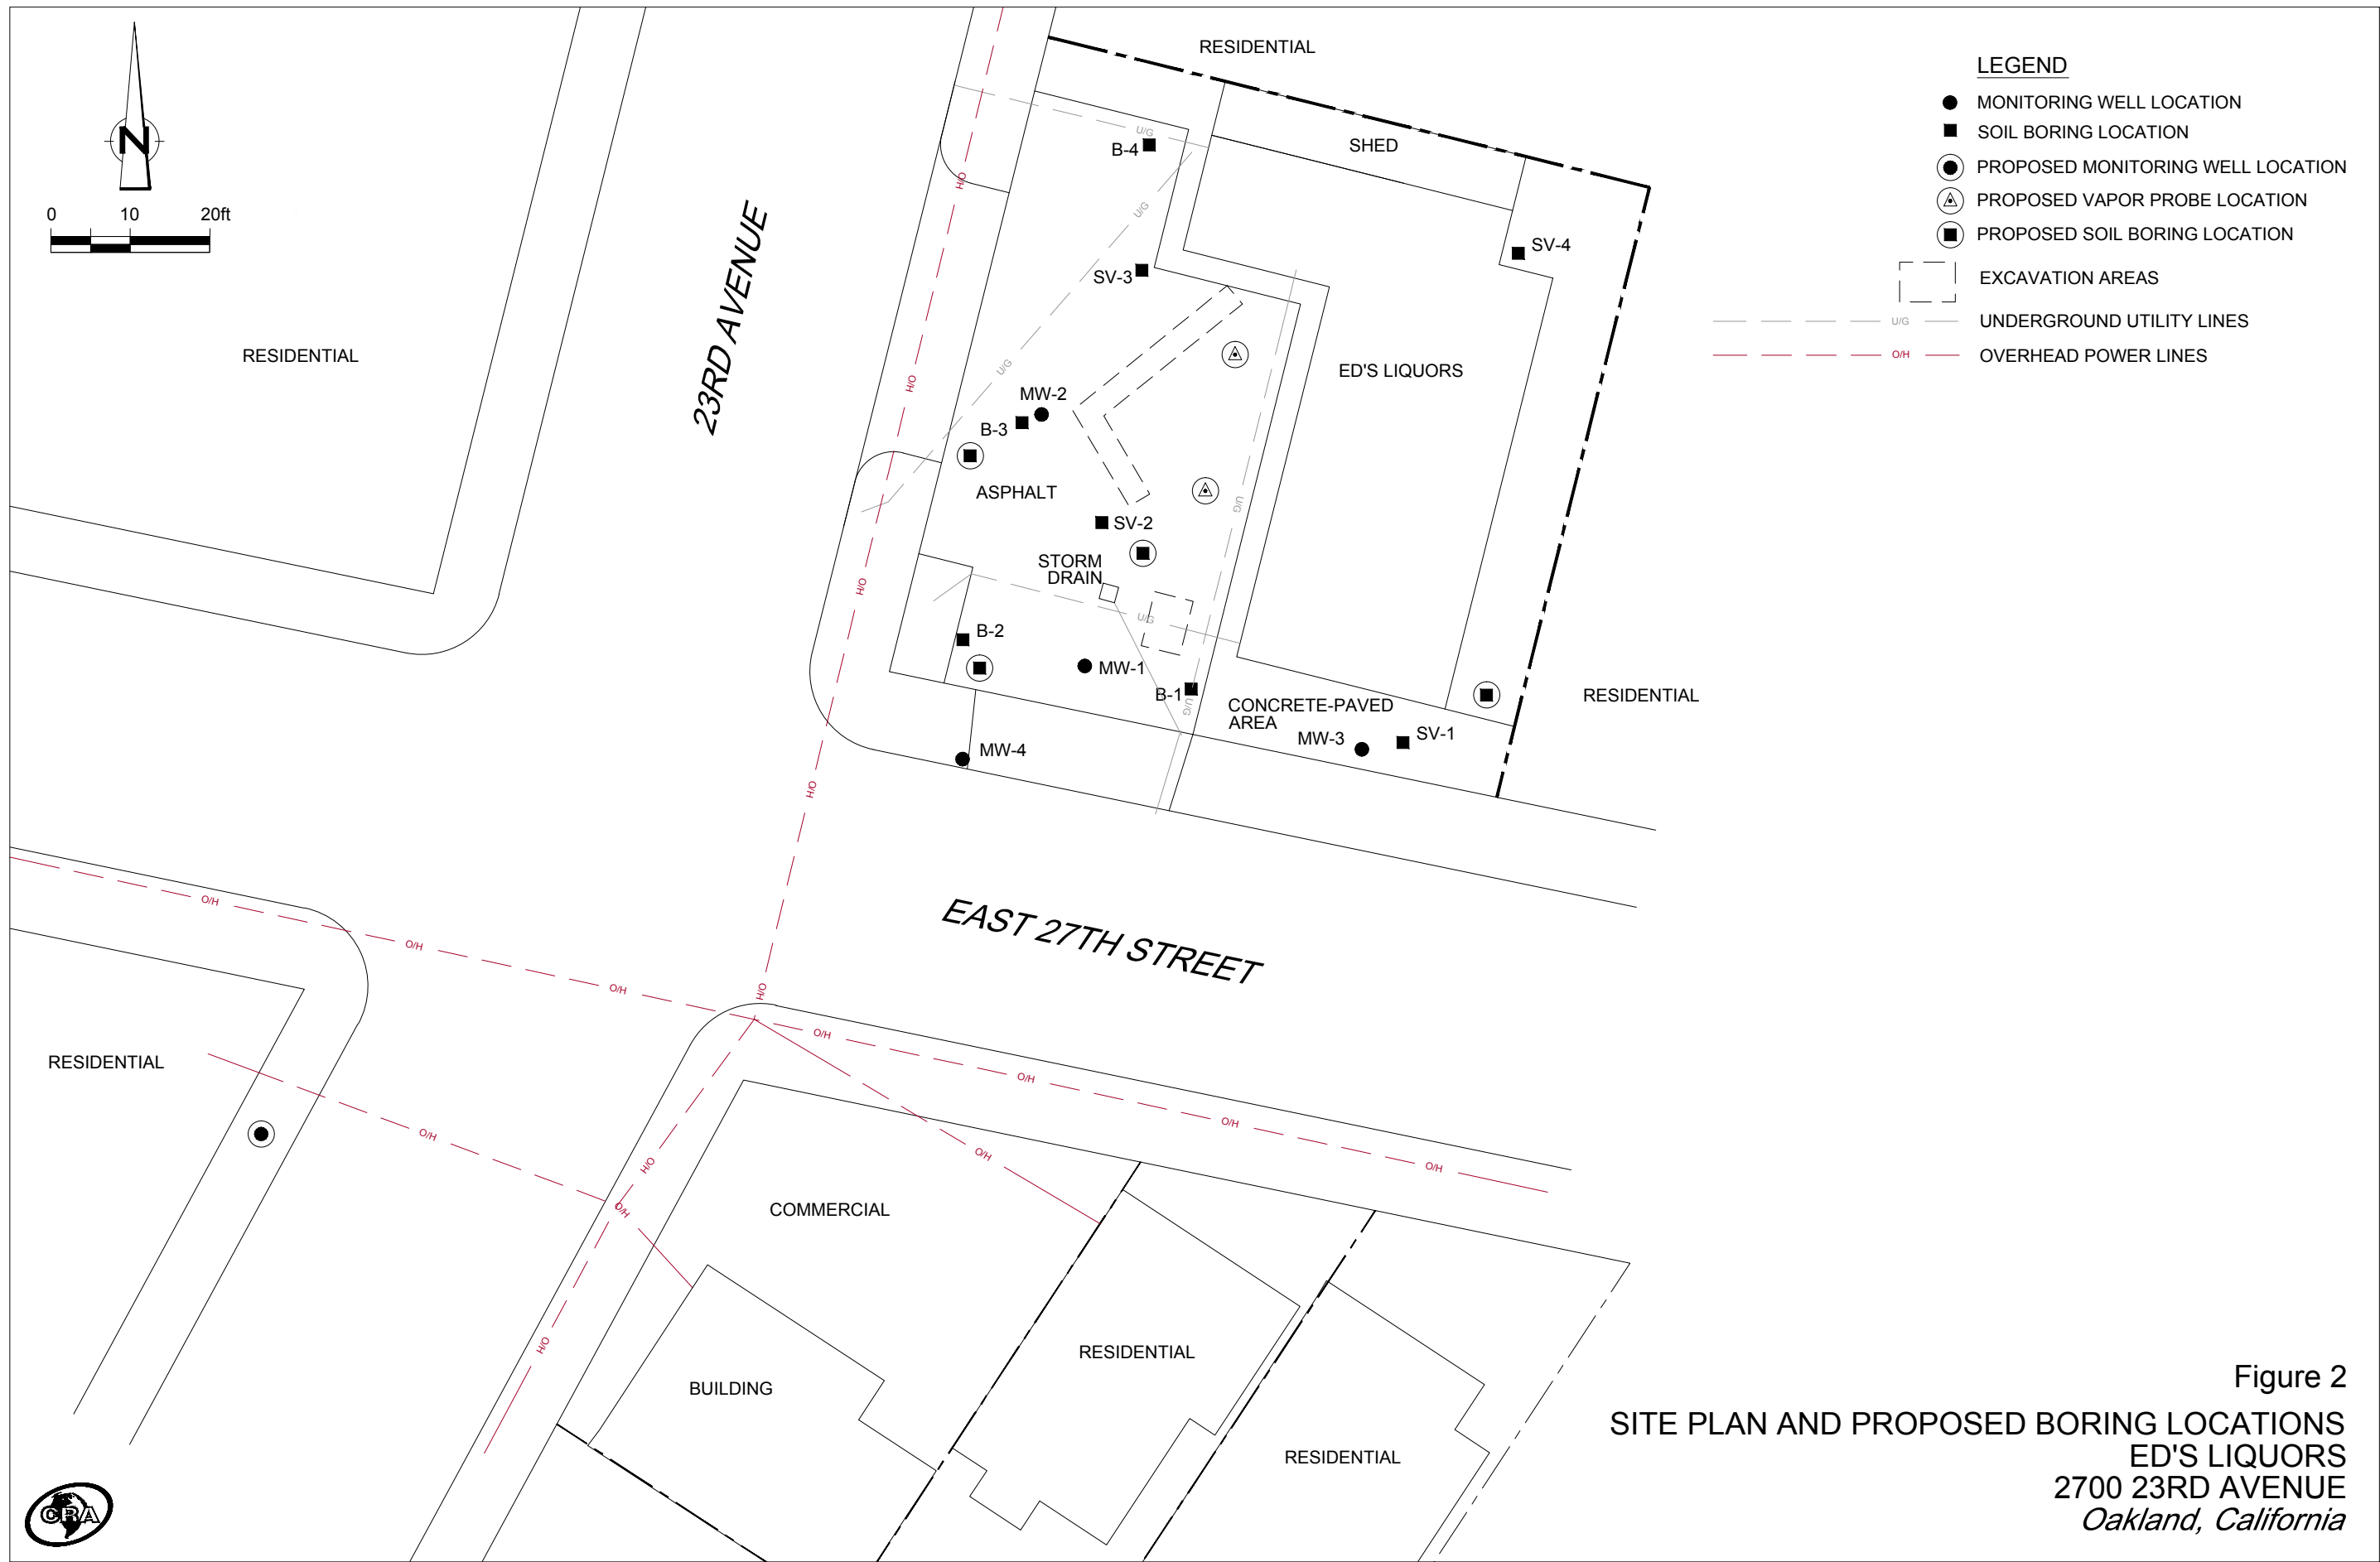 RESIDENTIAL
LEGEND
MONITORING WELL LOCATION
SOIL BORING LOCATION
PROPOSED MONITORING WELL LOCATION
PROPOSED VAPOR PROBE LOCATION
PROPOSED SOIL BORING LOCATION
EXCAVATION AREAS
U/G
UNDERGROUND UTILITY LINES
O/H
OVERHEAD POWER LINES
N
0 10 20ft
RESIDENTIAL
23RD AVENUE
O/H
O/H
O/H
O/H
O/H
U/G
B-4
SHED
U/G
SV-4
SV-3
U/G
ED'S LIQUORS
MW-2
B-3
ASPHALT
U/G
SV-2
STORM
DRAIN
U/G
B-2
MW-1
B-1
U/G
CONCRETE-PAVED
AREA
MW-3
SV-1
MW-4
RESIDENTIAL
EAST 27TH STREET
O/H
O/H
O/H
O/H
O/H
O/H
O/H
RESIDENTIAL
O/H
O/H
O/H
O/H
O/H
COMMERCIAL
BUILDING
RESIDENTIAL
RESIDENTIAL
CRA
Figure 2
SITE PLAN AND PROPOSED BORING LOCATIONS
ED'S LIQUORS
2700 23RD AVENUE
Oakland, California